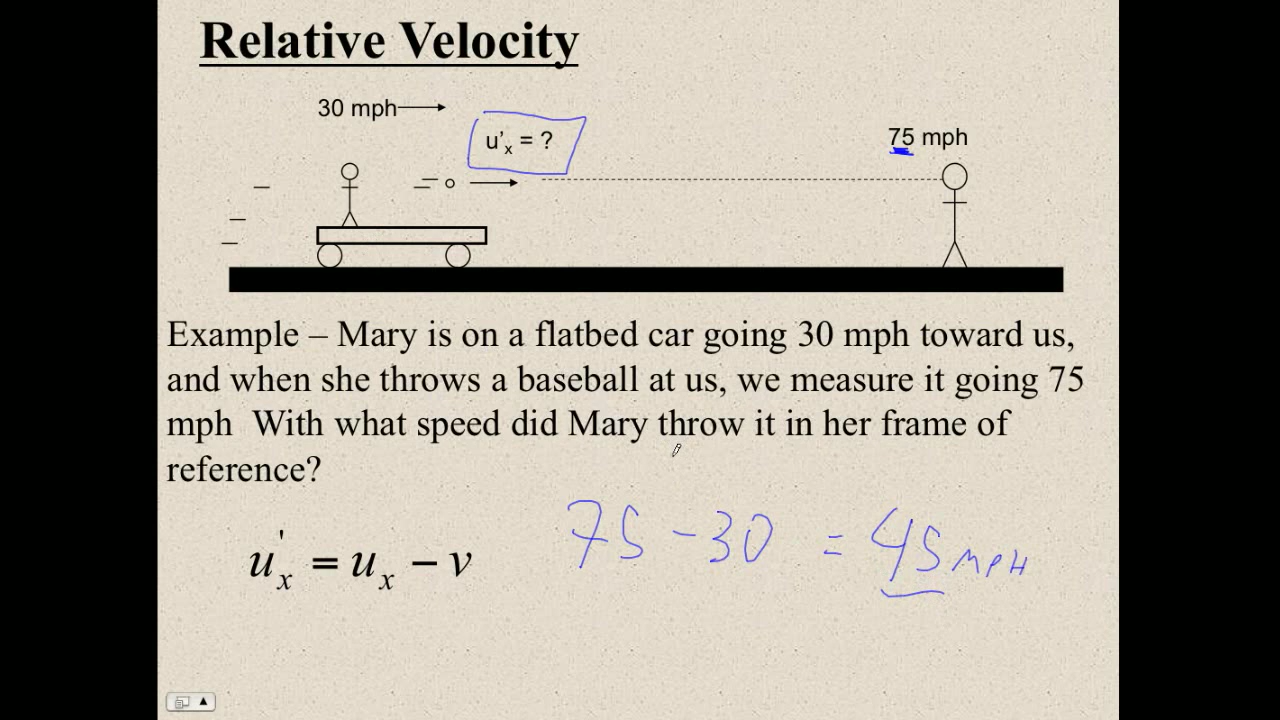 Relative Velocity
30 mph
u'x = ?
75 mph
Example – Mary is on a flatbed car going 30 mph toward us,
and when she throws a baseball at us, we measure it going 75
mph  With what speed did Mary throw it in her frame of
reference?
u'x = ux − v
75 - 30 = 45 MPH